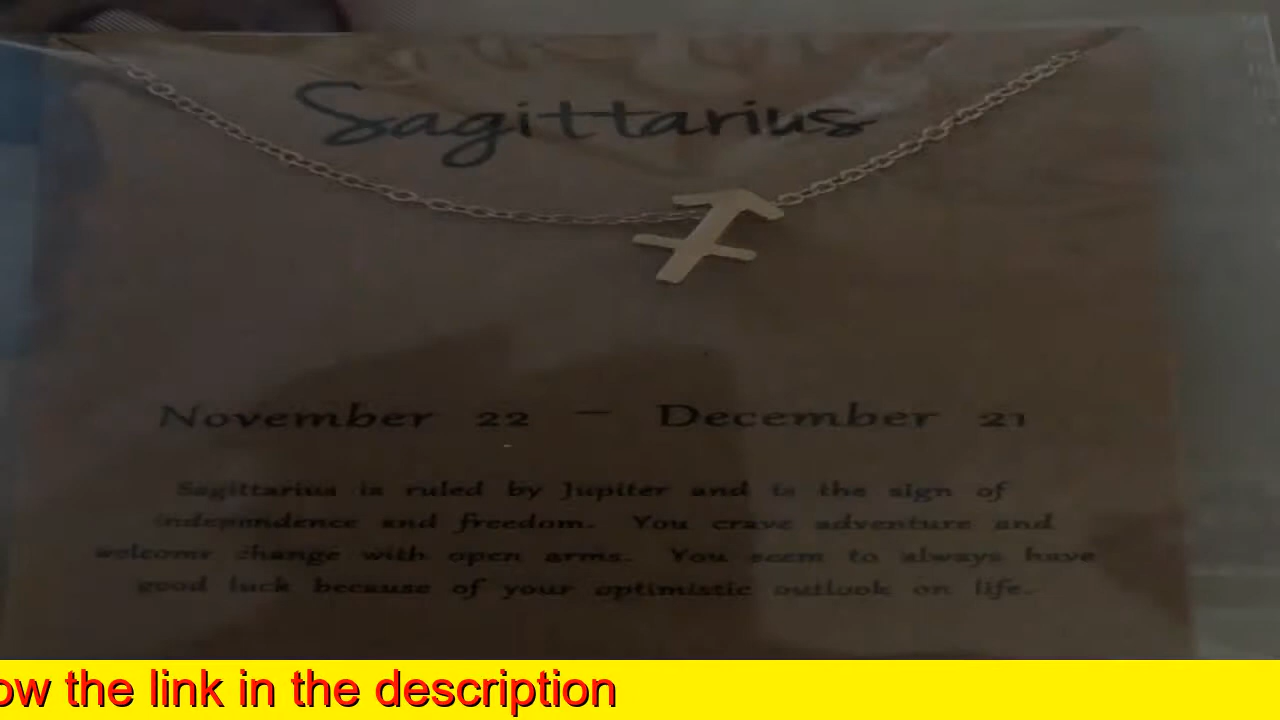 Sagittarius
November 22 – December 21
Sagittarius is ruled by Jupiter and is the sign of
independence and freedom. You crave adventure and
welcome change with open arms. You seem to always have
good luck because of your optimistic outlook on life.
ow the link in the description